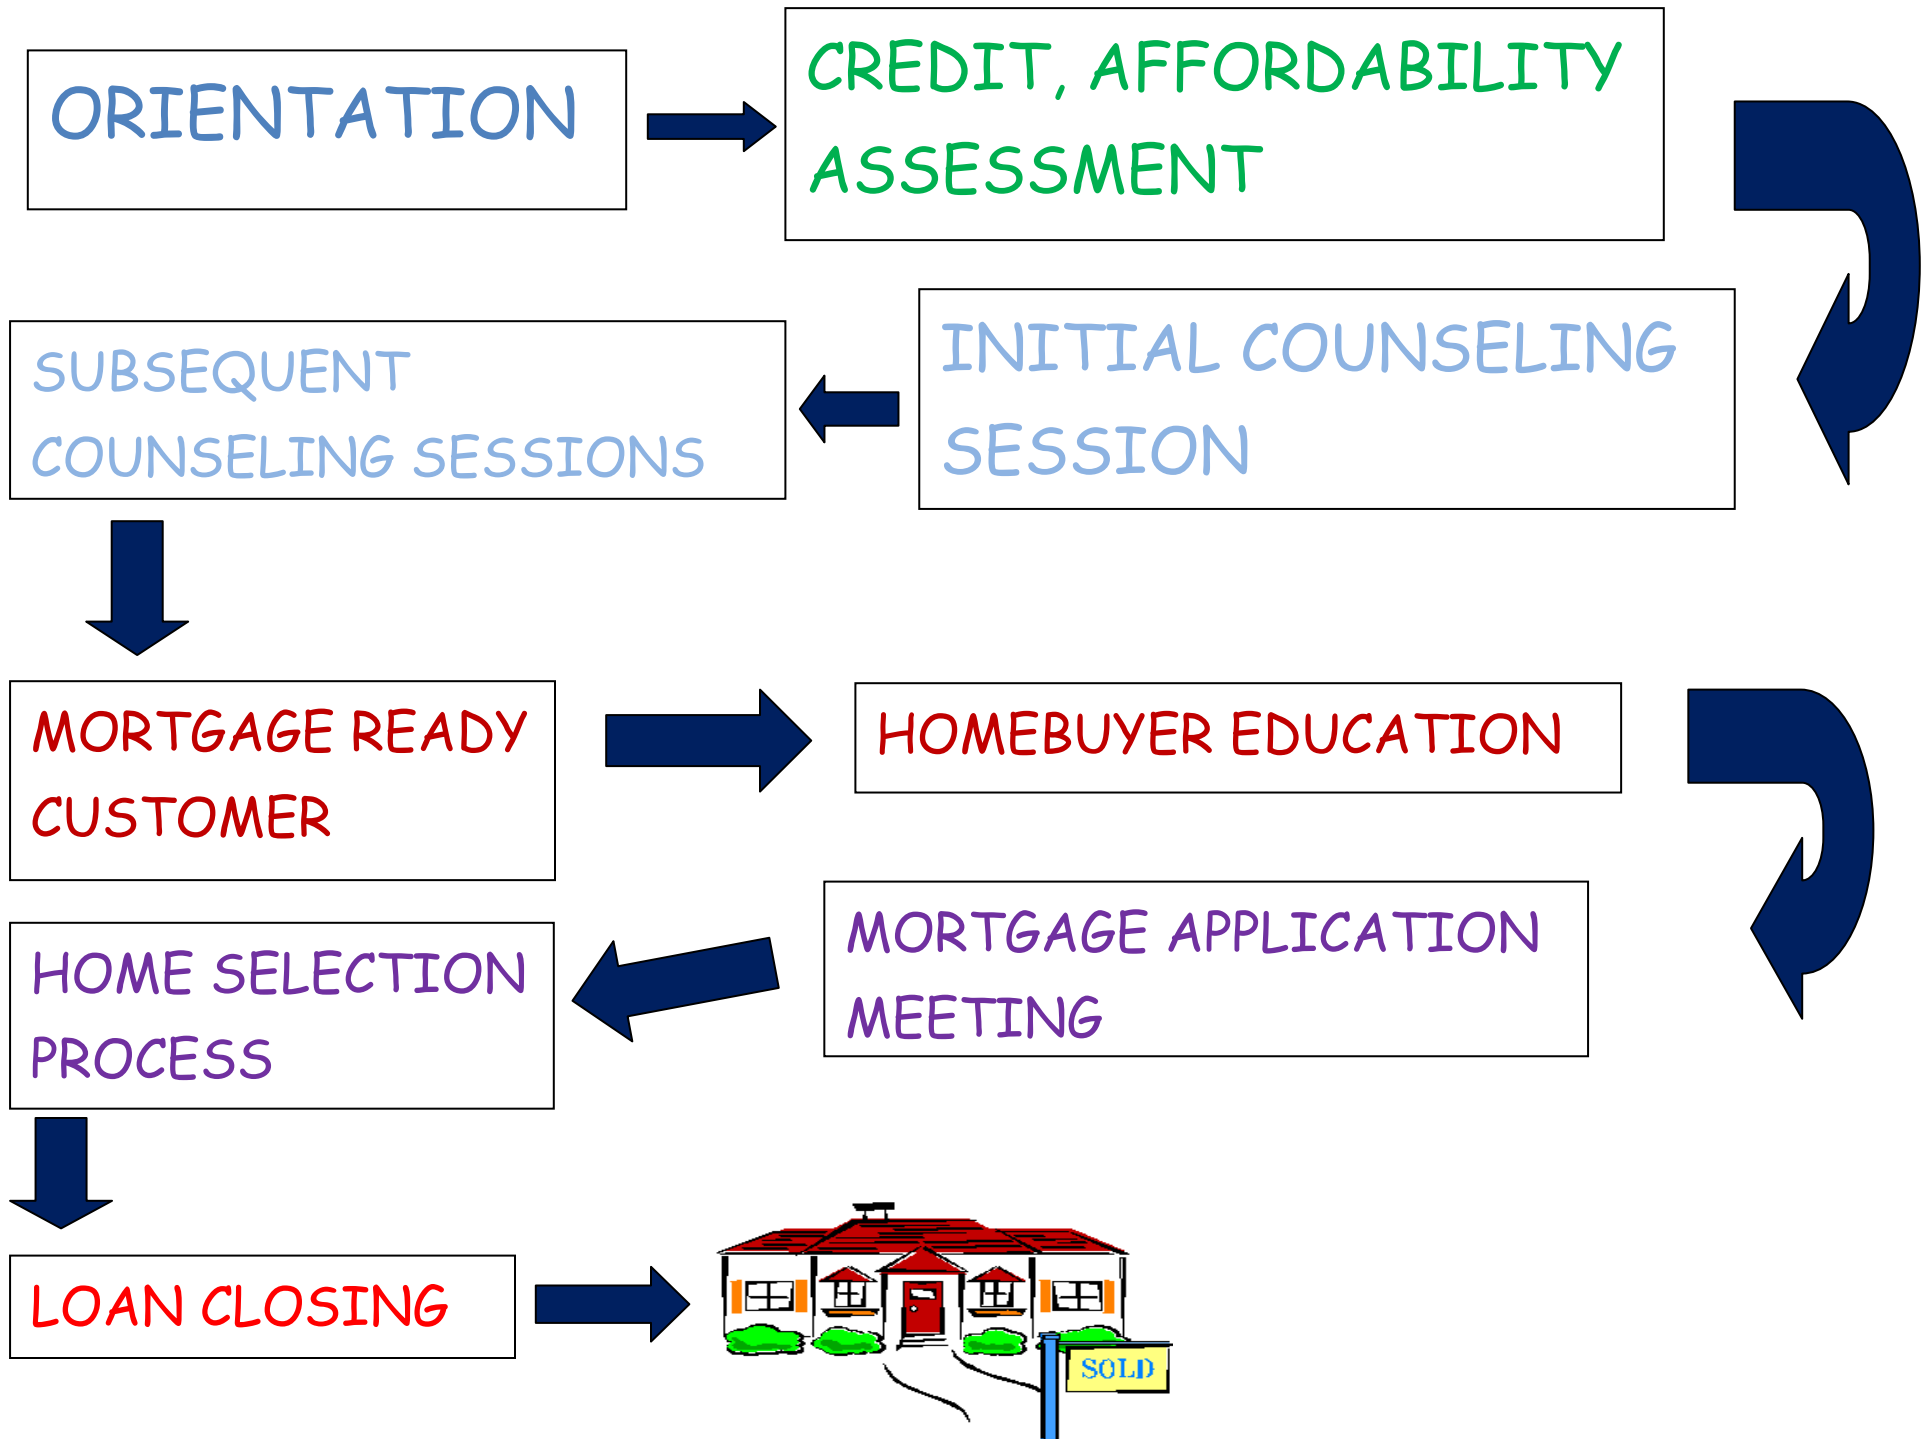 ORIENTATION
CREDIT, AFFORDABILITY
ASSESSMENT
INITIAL COUNSELING
SESSION
SUBSEQUENT
COUNSELING SESSIONS
MORTGAGE READY
CUSTOMER
HOMEBUYER EDUCATION
MORTGAGE APPLICATION
MEETING
HOME SELECTION
PROCESS
LOAN CLOSING
SOLD